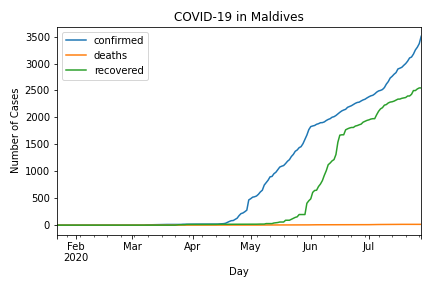 COVID-19 in Maldives
confirmed
deaths
recovered
Number of Cases
3500
3000
2500
2000
1500
1000
500
0
Feb
2020
Mar
Apr
May
Jun
Jul
Day